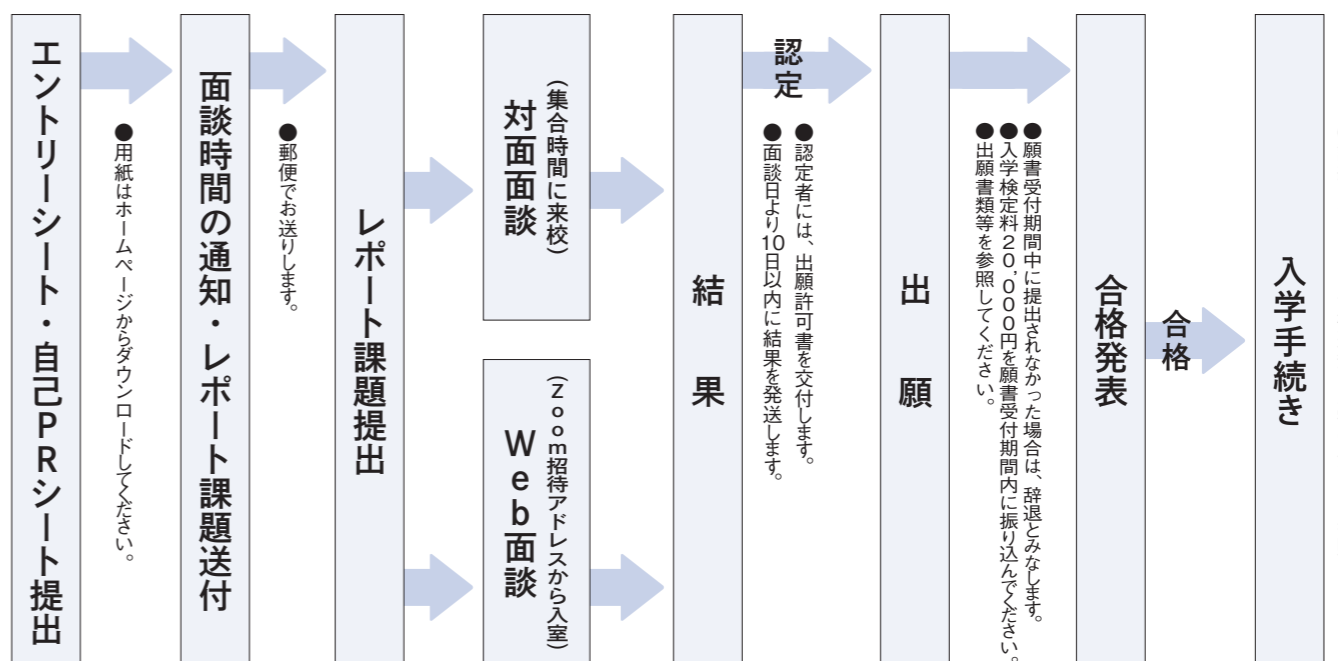 エントリーシート・自己PRシート提出
●用紙はホームページからダウンロードしてください。
面談時間の通知・レポート課題送付
●郵便でお送りします。
レポート課題提出
(集合時間に来校)
対面面談
(Zoom招待アドレスから入室)
Web面談
結果
認定
●認定者には、出願許可書を交付します。
●面談日より10日以内に結果を発送します。
出願
●願書受付期間中に提出されなかった場合は、辞退とみなします。
●入学検定料20,000円を願書受付期間内に振り込んでください。
●出願書類等を参照してください。
合格発表
合格
入学手続き